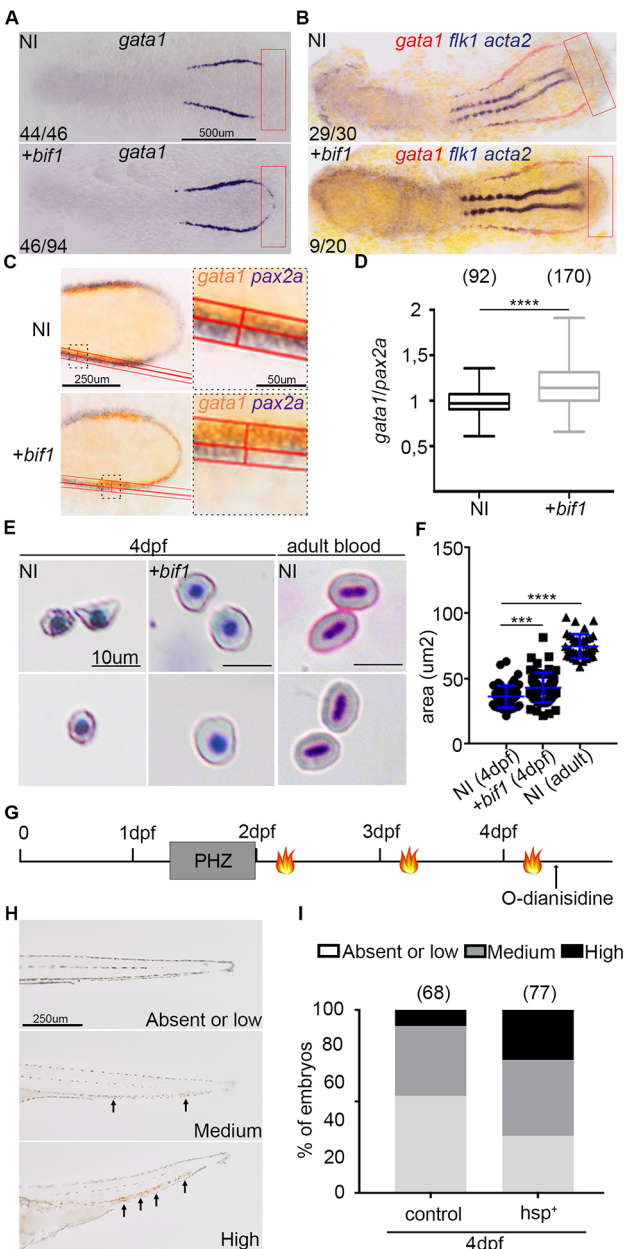 A
NI
gata1
44/46
500um
+bif1
gata1
46/94
B
NI
gata1 flk1 acta2
29/30
+bif1
gata1 flk1 acta2
9/20
C
NI
250um
gata1 pax2a
50um
+bif1
gata1 pax2a
D
(92)
(170)
****
2
1,5
1
0,5
gata1/pax2a
NI
+bif1
E
4dpf
adult blood
NI
+bif1
NI
10um
F
150
100
50
0
area (um2)
****
***
NI (4dpf)
+bif1 (4dpf)
NI (adult)
G
0
1dpf
2dpf
3dpf
4dpf
PHZ
O-dianisidine
H
250um
Absent or low
Medium
High
I
Absent or low
Medium
High
(68)
(77)
100
80
60
40
20
0
% of embryos
control
hsp+
4dpf